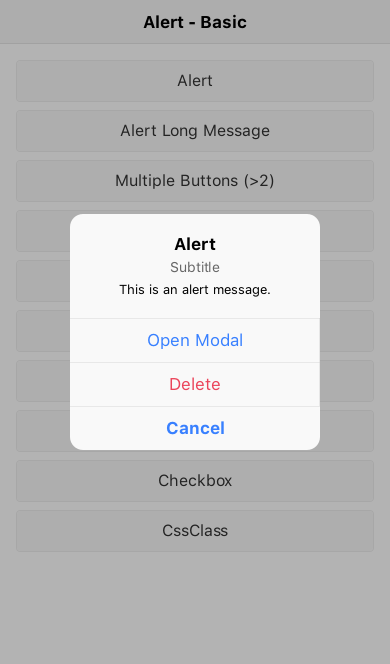 Alert - Basic
Alert
Alert Long Message
Multiple Buttons (>2)
Alert
Subtitle
This is an alert message.
Open Modal
Delete
Cancel
Checkbox
CssClass